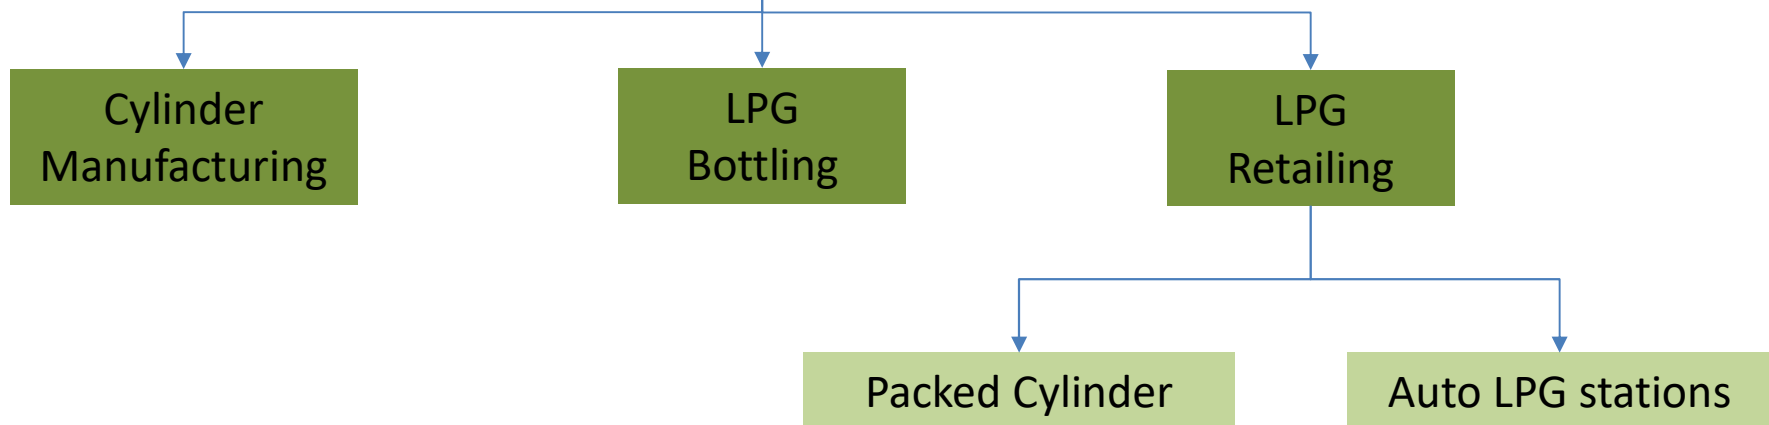 Cylinder
Manufacturing
LPG
Bottling
LPG
Retailing
Packed Cylinder
Auto LPG stations